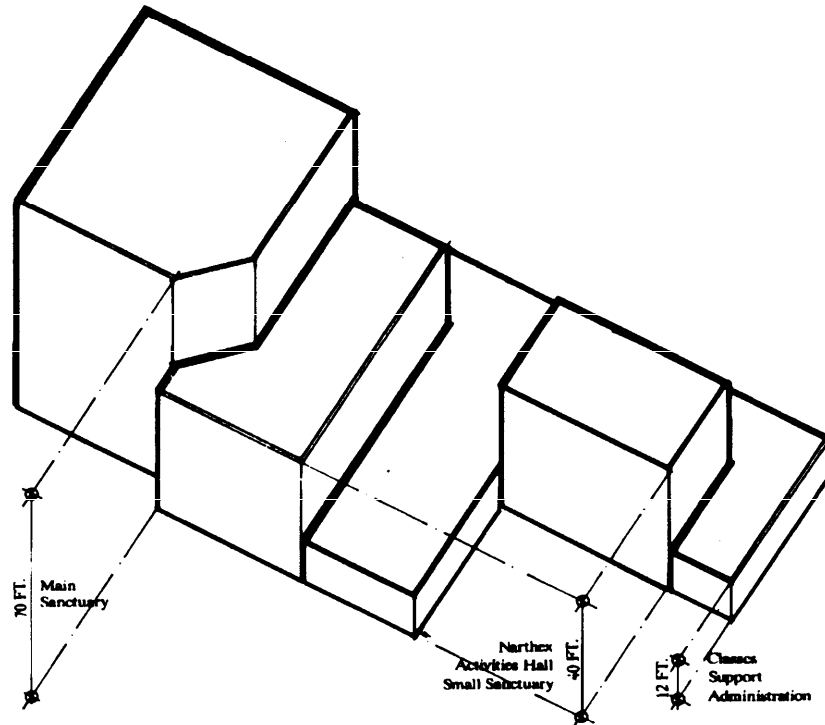 70 FT.
Main
Sanctuary
Narthex
Activities Hall
Small Sanctuary
40 FT.
12 FT.
Classes
Support
Administration